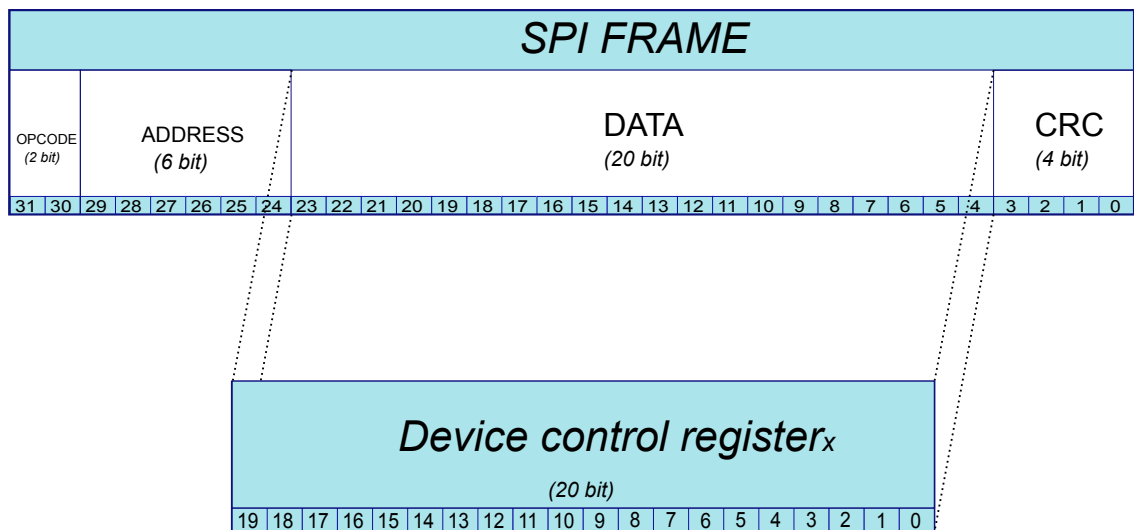 SPI FRAME
OPCODE ADDRESS DATA CRC
(2 bit) (6 bit) (20 bit) (4 bit)
31 30 29 28 27 26 25 24 23 22 21 20 19 18 17 16 15 14 13 12 11 10 9 8 7 6 5 4 3 2 1 0
Device control registerx
(20 bit)
19 18 17 16 15 14 13 12 11 10 9 8 7 6 5 4 3 2 1 0